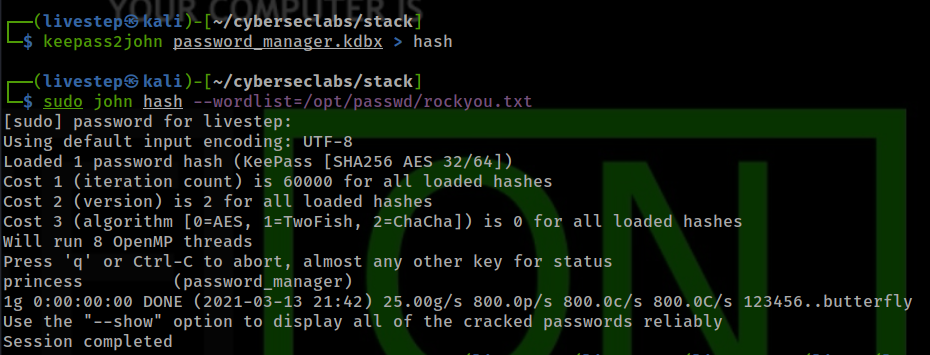 YOUR COMPUTER IS
┌──(livestep㉿kali)-[~/cyberseclabs/stack]
└─$ keepass2john password_manager.kdbx > hash
┌──(livestep㉿kali)-[~/cyberseclabs/stack]
└─$ sudo john hash --wordlist=/opt/passwd/rockyou.txt
[sudo] password for livestep:
Using default input encoding: UTF-8
Loaded 1 password hash (KeePass [SHA256 AES 32/64])
Cost 1 (iteration count) is 60000 for all loaded hashes
Cost 2 (version) is 2 for all loaded hashes
Cost 3 (algorithm [0=AES, 1=TwoFish, 2=ChaCha]) is 0 for all loaded hashes
Will run 8 OpenMP threads
Press 'q' or Ctrl-C to abort, almost any other key for status
princess         (password_manager)
1g 0:00:00:00 DONE (2021-03-13 21:42) 25.00g/s 800.0p/s 800.0c/s 800.0C/s 123456..butterfly
Use the "--show" option to display all of the cracked passwords reliably
Session completed
ON